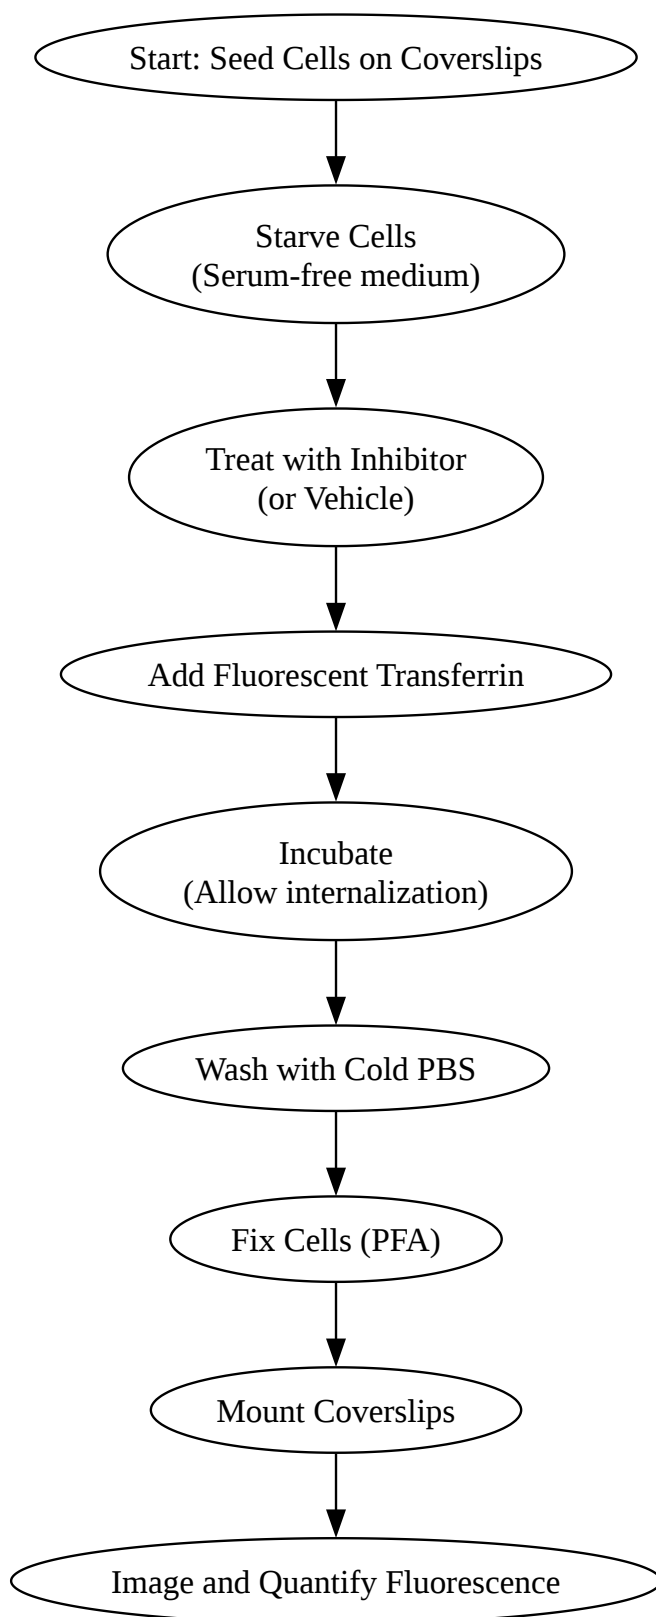 Start: Seed Cells on Coverslips
Starve Cells
(Serum-free medium)
Treat with Inhibitor
(or Vehicle)
Add Fluorescent Transferrin
Incubate
(Allow internalization)
Wash with Cold PBS
Fix Cells (PFA)
Mount Coverslips
Image and Quantify Fluorescence